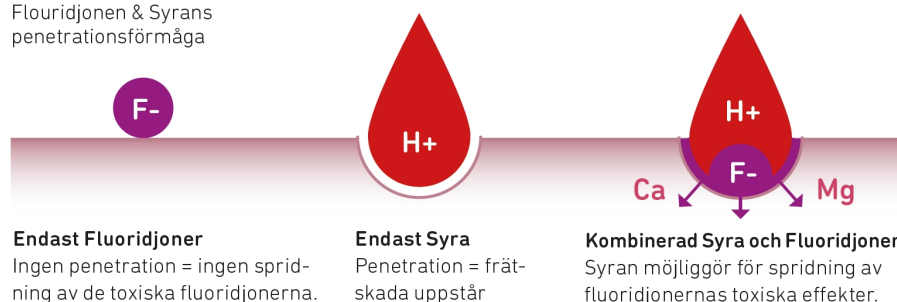 Flouridjonen & Syrans
penetrationsförmåga
F-
H+
H+
F-
Ca
Mg
Endast Fluoridjoner
Ingen penetration = ingen sprid-
ning av de toxiska fluoridjonerna.
Endast Syra
Penetration = frät-
skada uppstår
Kombinerad Syra och Fluoridjoner
Syran möjliggör för spridning av
fluoridjonernas toxiska effekter.